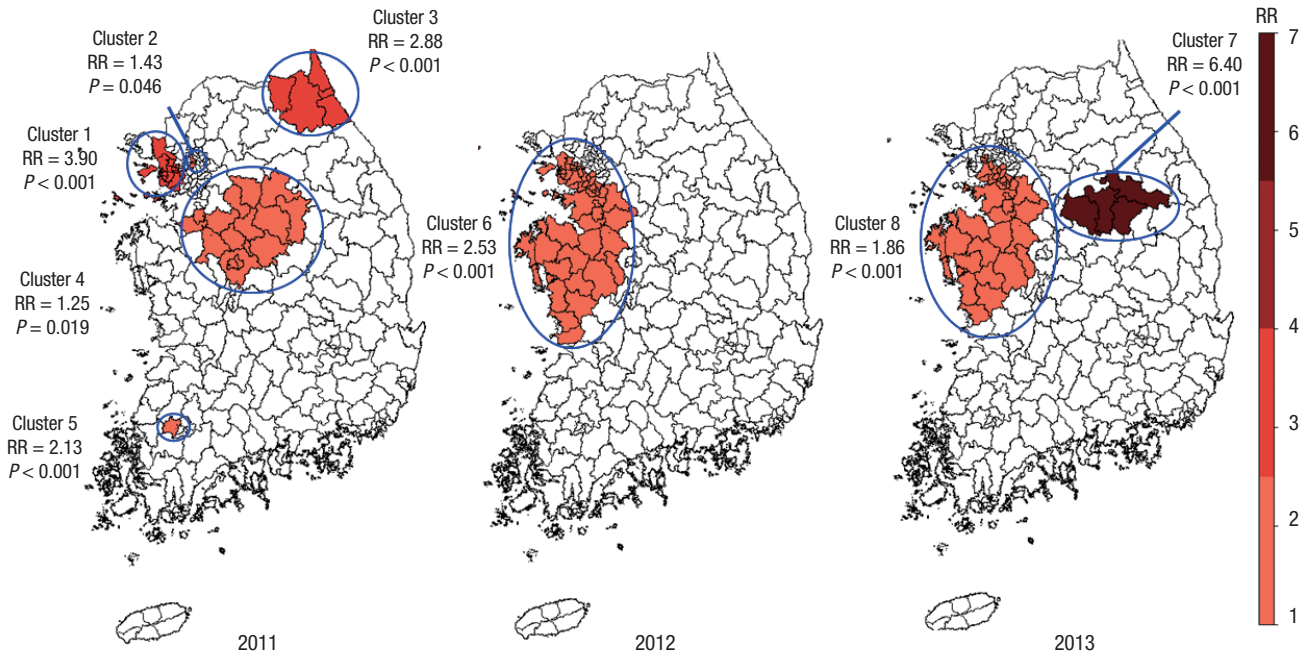 Cluster 1
RR = 3.90
P < 0.001
Cluster 2
RR = 1.43
P = 0.046
Cluster 3
RR = 2.88
P < 0.001
Cluster 4
RR = 1.25
P = 0.019
Cluster 5
RR = 2.13
P < 0.001
2011
Cluster 6
RR = 2.53
P < 0.001
2012
Cluster 7
RR = 6.40
P < 0.001
Cluster 8
RR = 1.86
P < 0.001
2013
RR
7
6
5
4
3
2
1